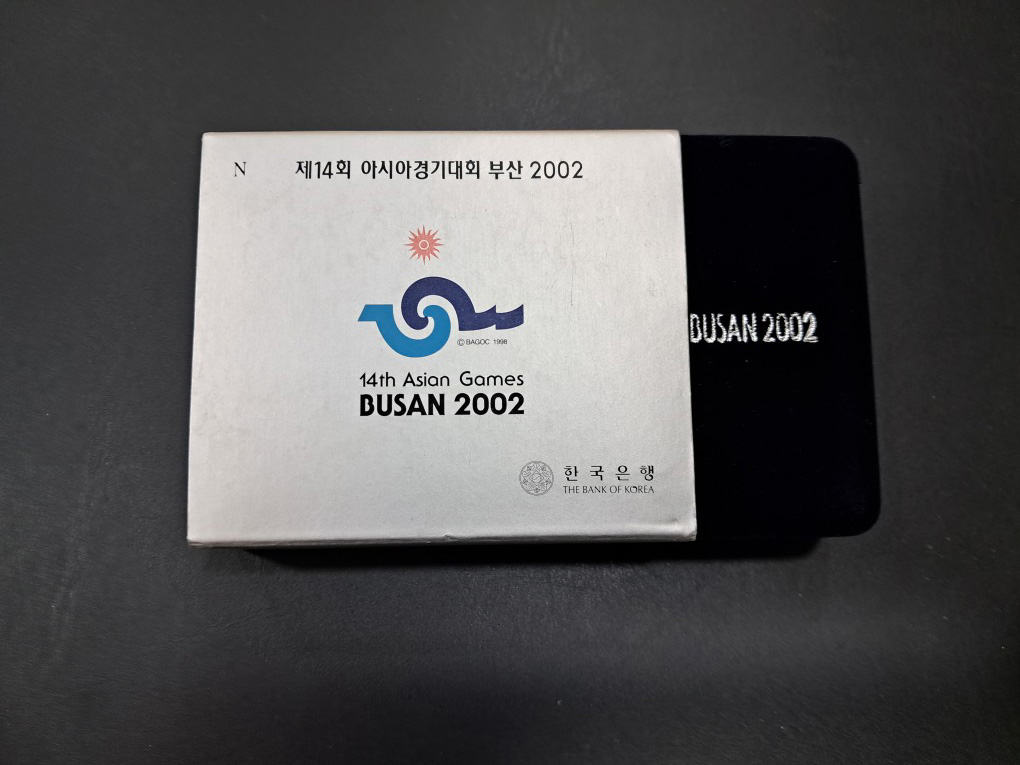 N 제14회 아시아경기대회 부산 2002
© BAGOC 1998
14th Asian Games
BUSAN 2002
한국은행
THE BANK OF KOREA
BUSAN 2002